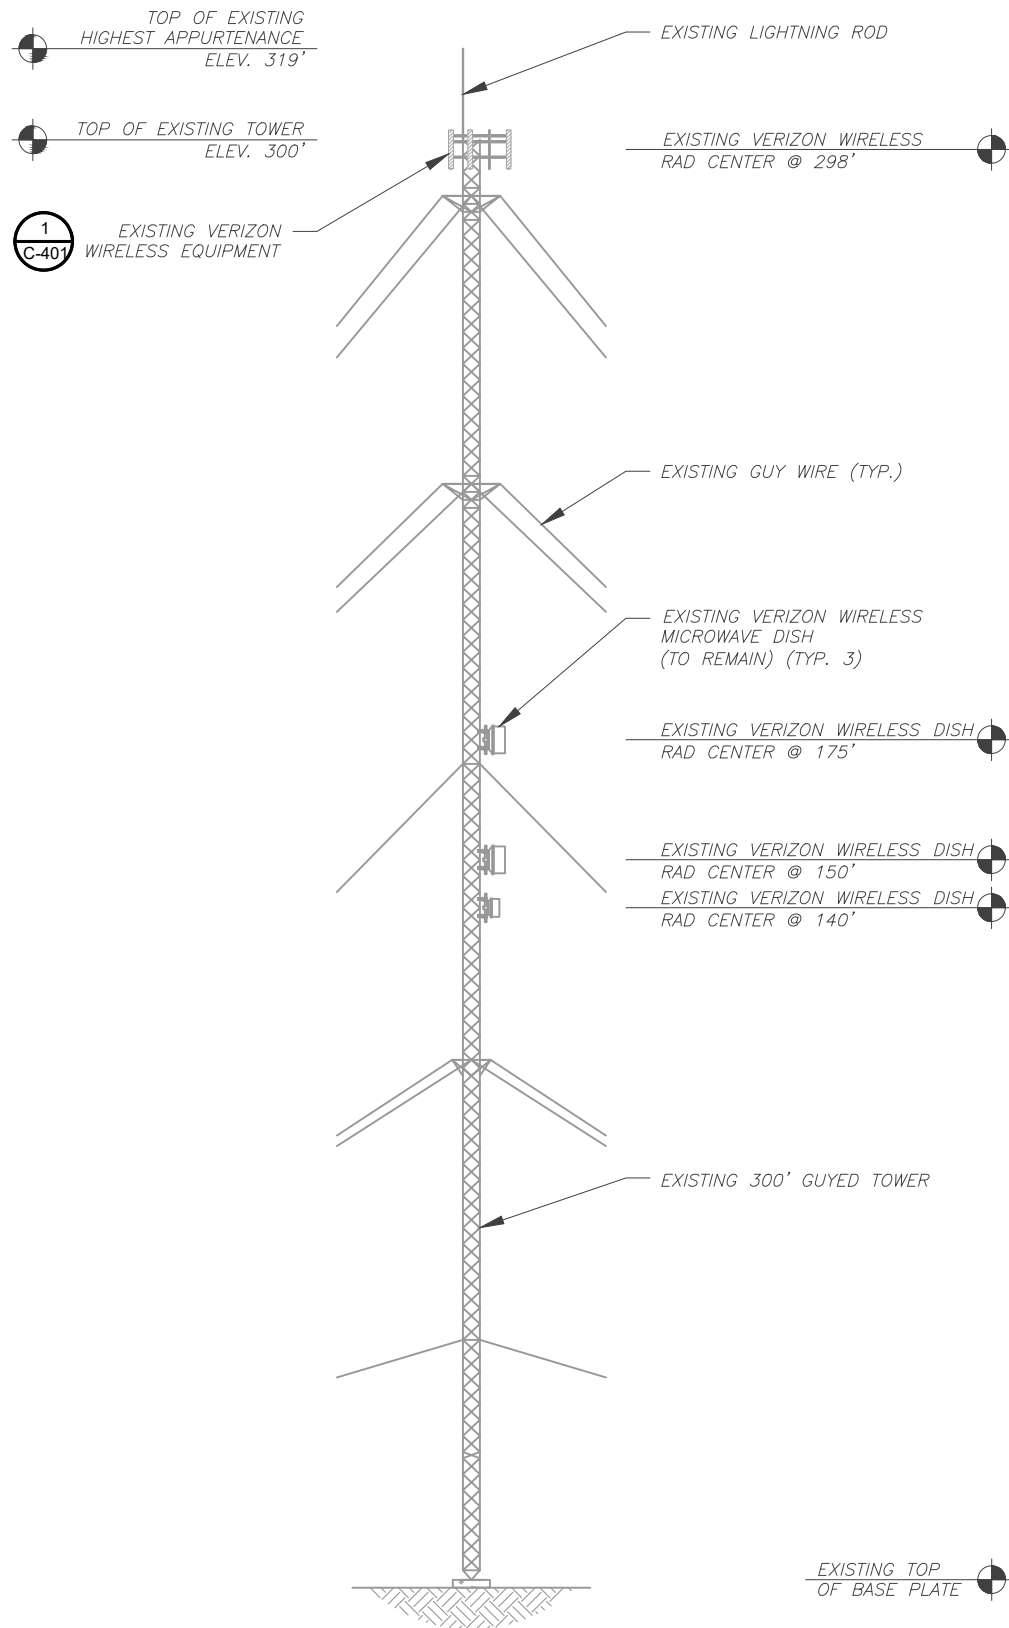 TOP OF EXISTING
HIGHEST APPURTENANCE
ELEV. 319'
EXISTING LIGHTNING ROD
TOP OF EXISTING TOWER
ELEV. 300'
EXISTING VERIZON WIRELESS
RAD CENTER @ 298'
1
C-401
EXISTING VERIZON
WIRELESS EQUIPMENT
EXISTING GUY WIRE (TYP.)
EXISTING VERIZON WIRELESS
MICROWAVE DISH
(TO REMAIN) (TYP. 3)
EXISTING VERIZON WIRELESS DISH
RAD CENTER @ 175'
EXISTING VERIZON WIRELESS DISH
RAD CENTER @ 150'
EXISTING VERIZON WIRELESS DISH
RAD CENTER @ 140'
EXISTING 300' GUYED TOWER
EXISTING TOP
OF BASE PLATE